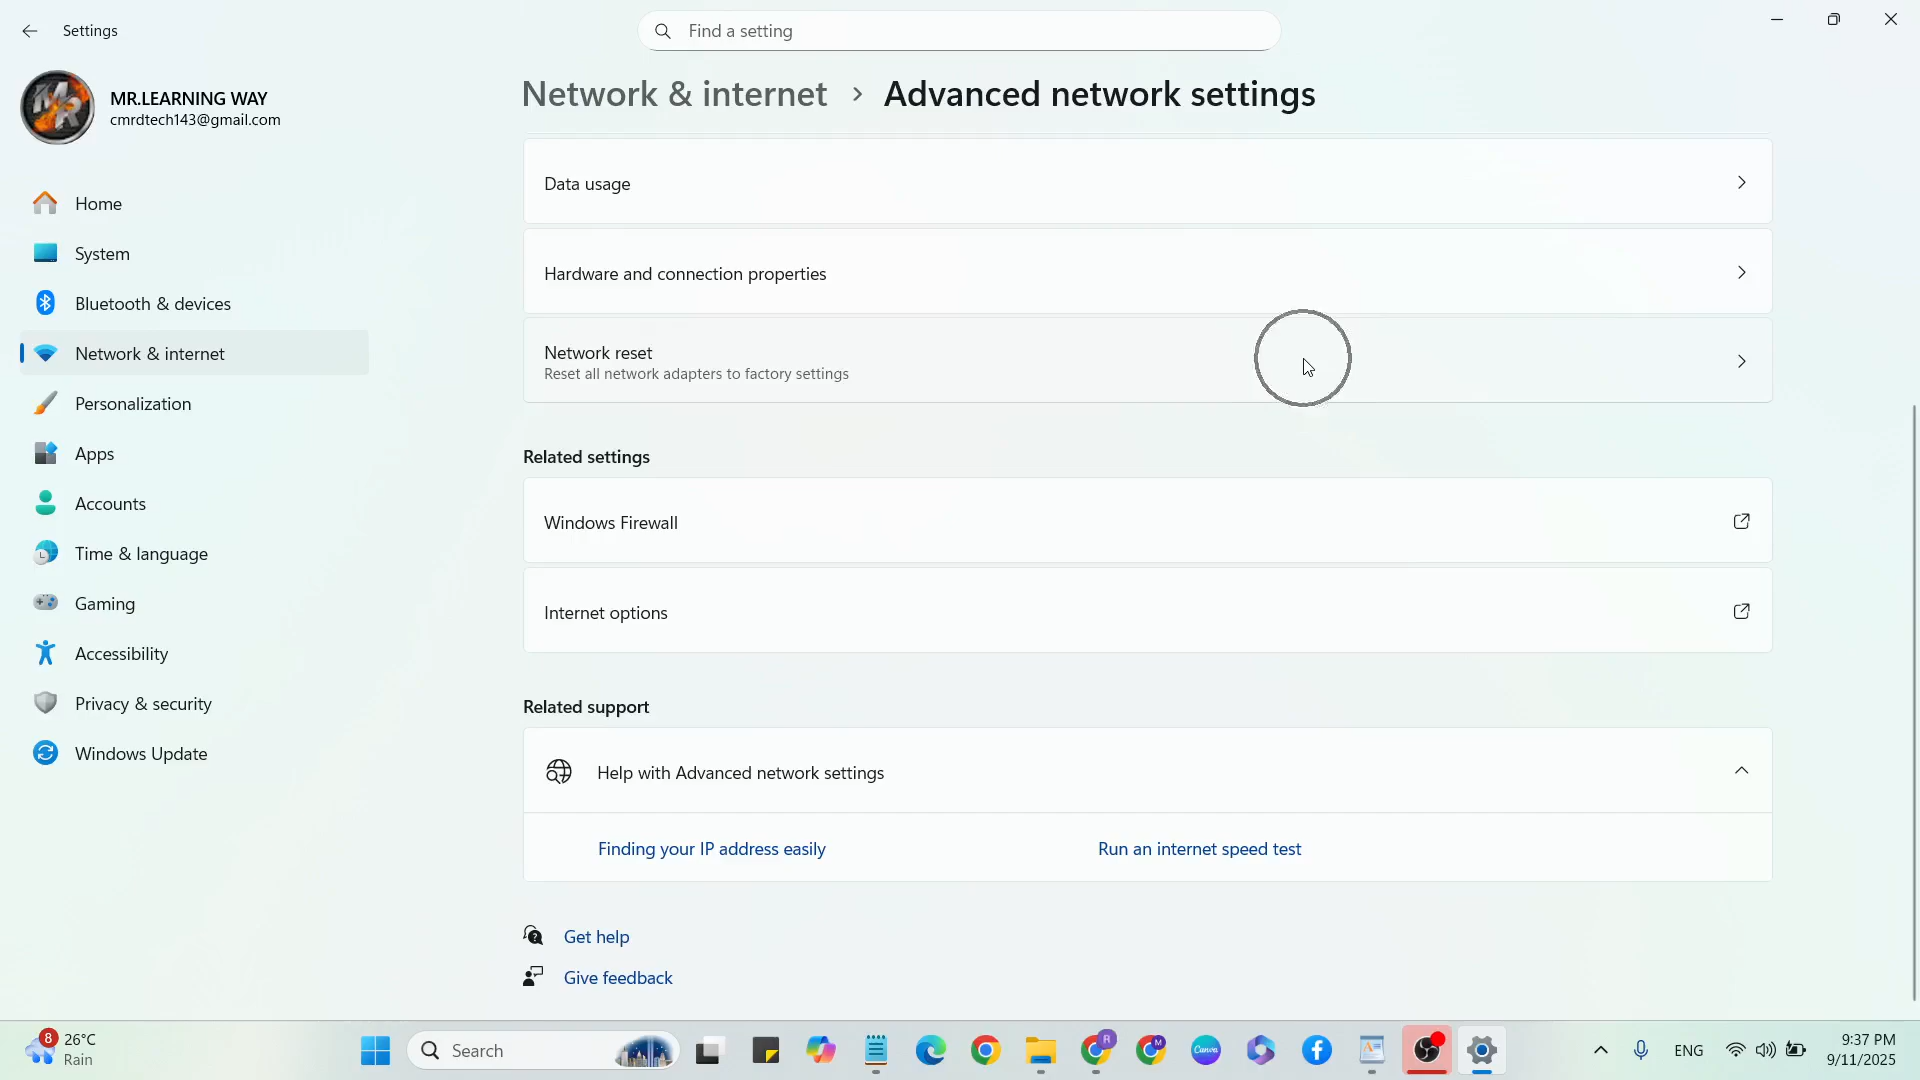 Settings
Find a setting
MR.LEARNING WAY
cmrdtech143@gmail.com
Home
System
Bluetooth & devices
Network & internet
Personalization
Apps
Accounts
Time & language
Gaming
Accessibility
Privacy & security
Windows Update
Network & internet > Advanced network settings
Data usage
Hardware and connection properties
Network reset
Reset all network adapters to factory settings
Related settings
Windows Firewall
Internet options
Related support
Help with Advanced network settings
Finding your IP address easily
Run an internet speed test
Get help
Give feedback
8
26°C
Rain
Search
R
M
Canva
ENG
9:37 PM
9/11/2025